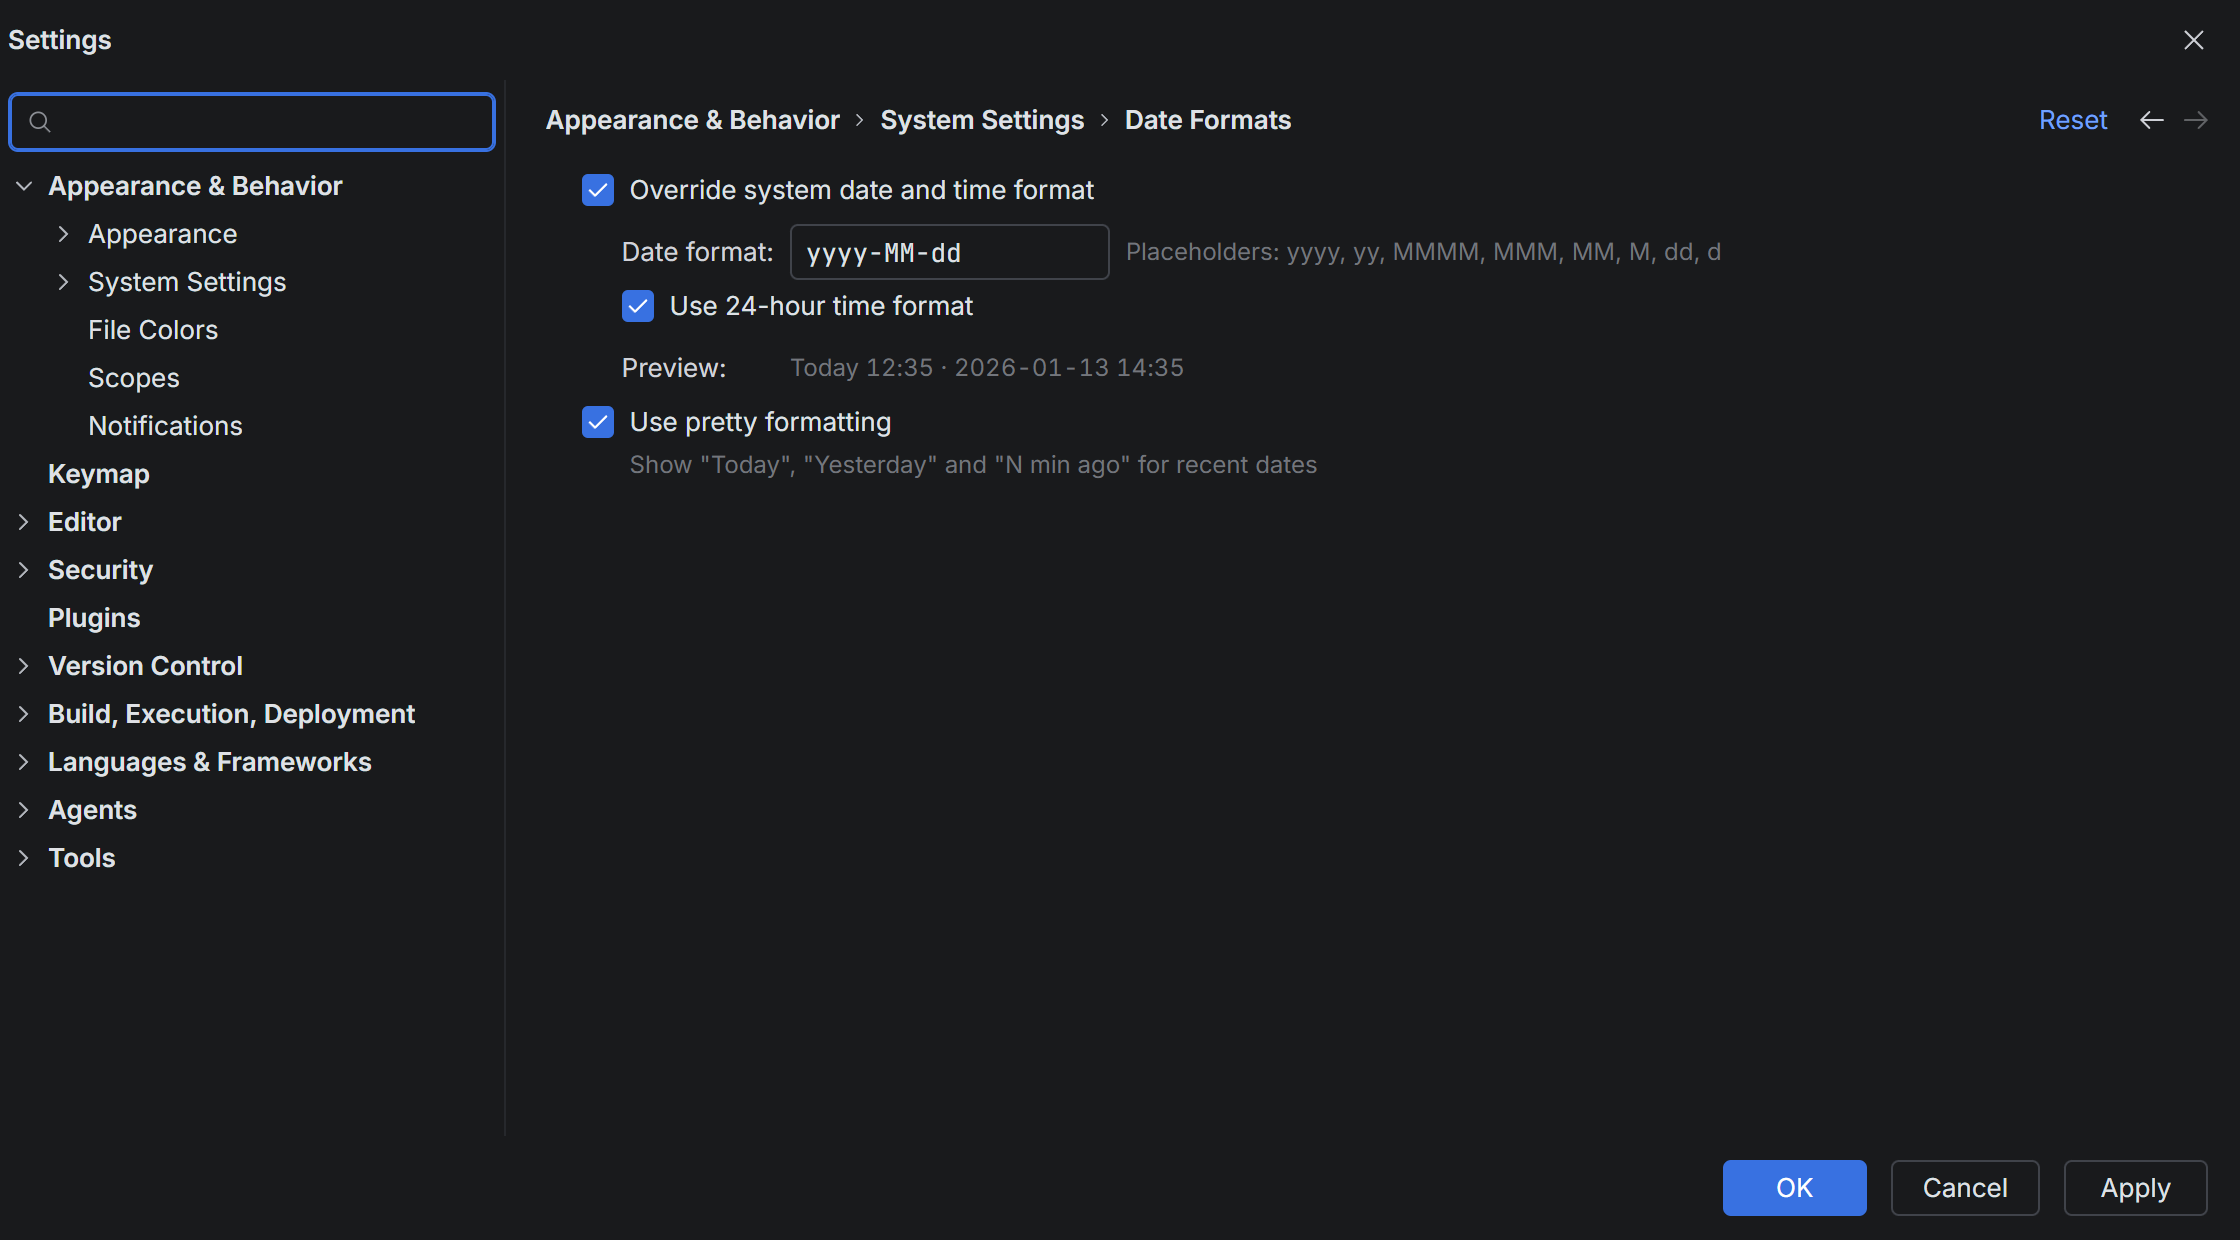 Settings
Appearance & Behavior
Appearance
System Settings
File Colors
Scopes
Notifications
Keymap
Editor
Security
Plugins
Version Control
Build, Execution, Deployment
Languages & Frameworks
Agents
Tools
Appearance & Behavior › System Settings › Date Formats
Reset
Override system date and time format
Date format: yyyy-MM-dd Placeholders: yyyy, yy, MMMM, MMM, MM, M, dd, d
Use 24-hour time format
Preview: Today 12:35 · 2026-01-13 14:35
Use pretty formatting
Show "Today", "Yesterday" and "N min ago" for recent dates
OK Cancel Apply